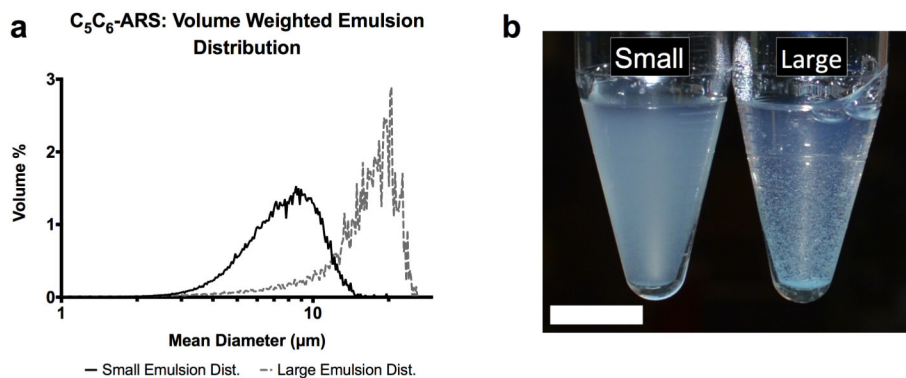 a
C₅C₆-ARS: Volume Weighted Emulsion
Distribution
3
2
1
0
Volume %
1
10
Mean Diameter (µm)
Small Emulsion Dist.
Large Emulsion Dist.
b
Small
Large